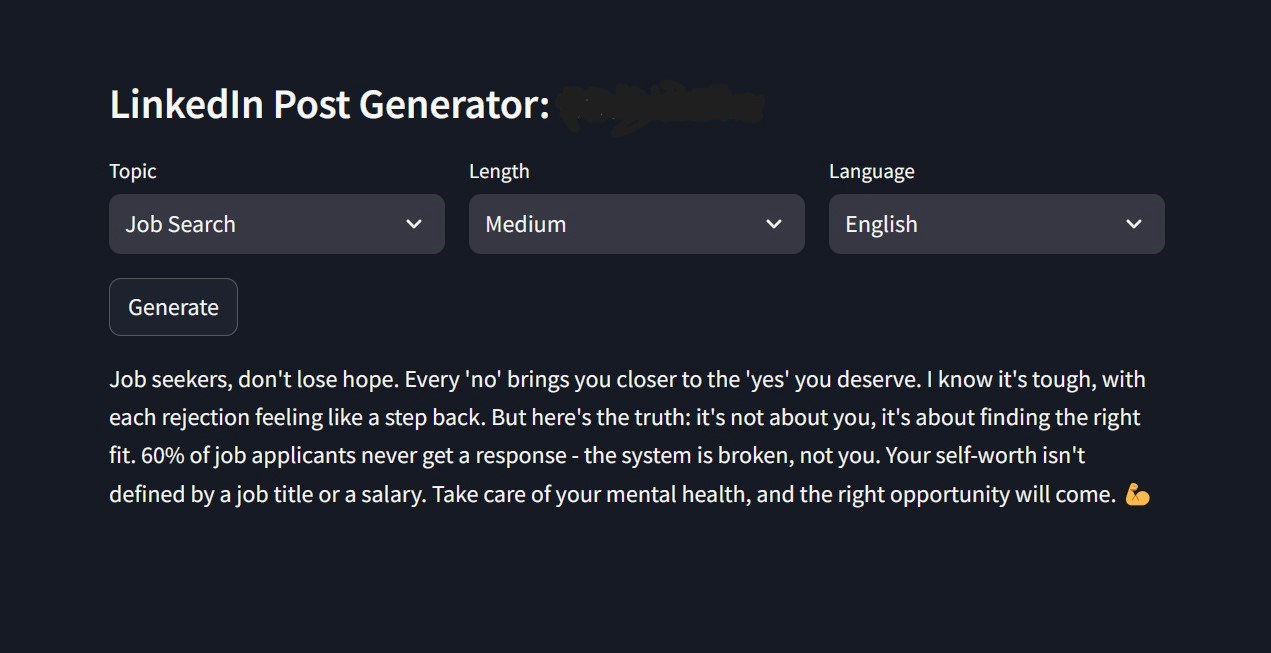 LinkedIn Post Generator:
Topic
Length
Language
Job Search
Medium
English
Generate
Job seekers, don't lose hope. Every 'no' brings you closer to the 'yes' you deserve. I know it's tough, with
each rejection feeling like a step back. But here's the truth: it's not about you, it's about finding the right
fit. 60% of job applicants never get a response - the system is broken, not you. Your self-worth isn't
defined by a job title or a salary. Take care of your mental health, and the right opportunity will come. 💪